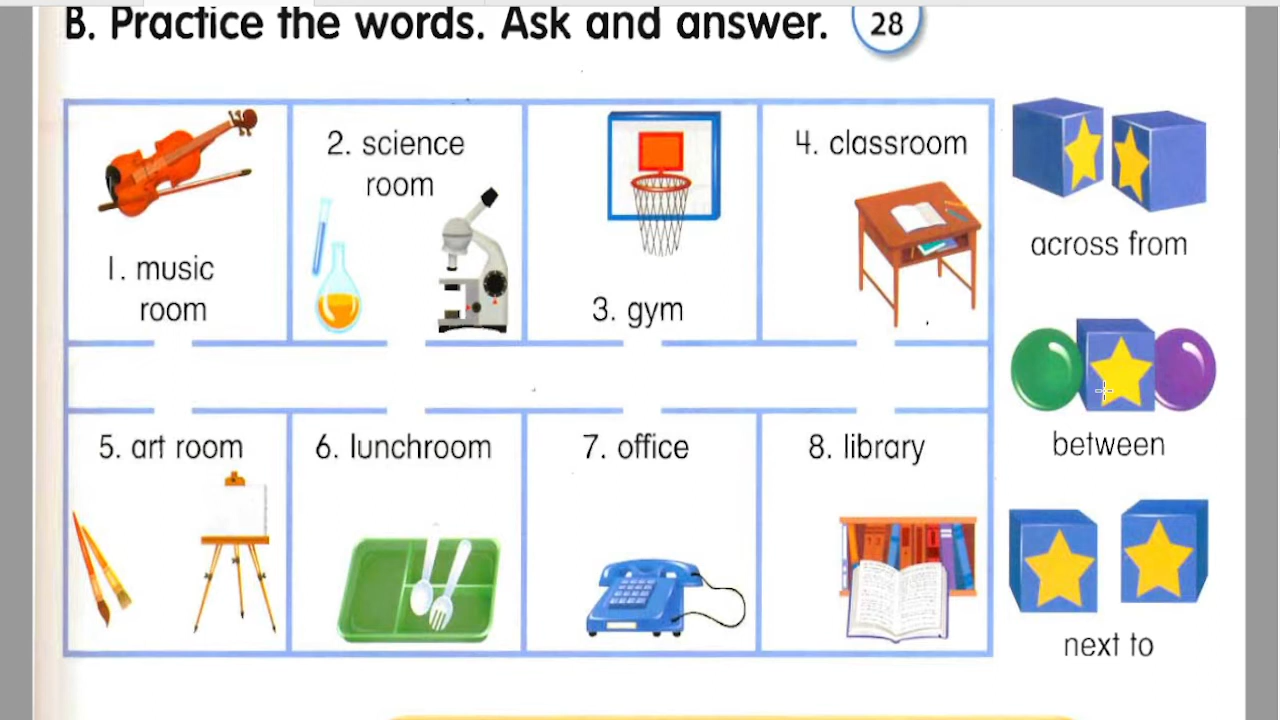 B. Practice the words. Ask and answer. 28
1. music
room
2. science
room
3. gym
4. classroom
across from
between
5. art room
6. lunchroom
7. office
8. library
next to